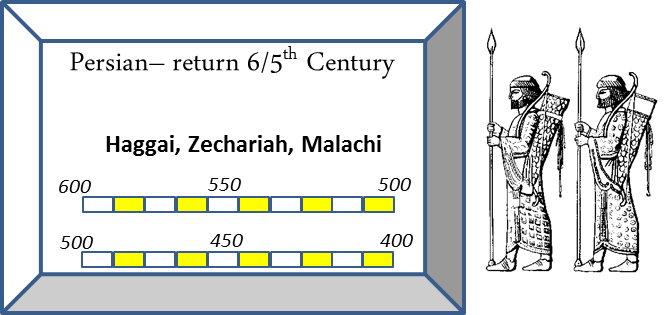 Persian– return 6/5th Century
Haggai, Zechariah, Malachi
600 550 500
500 450 400